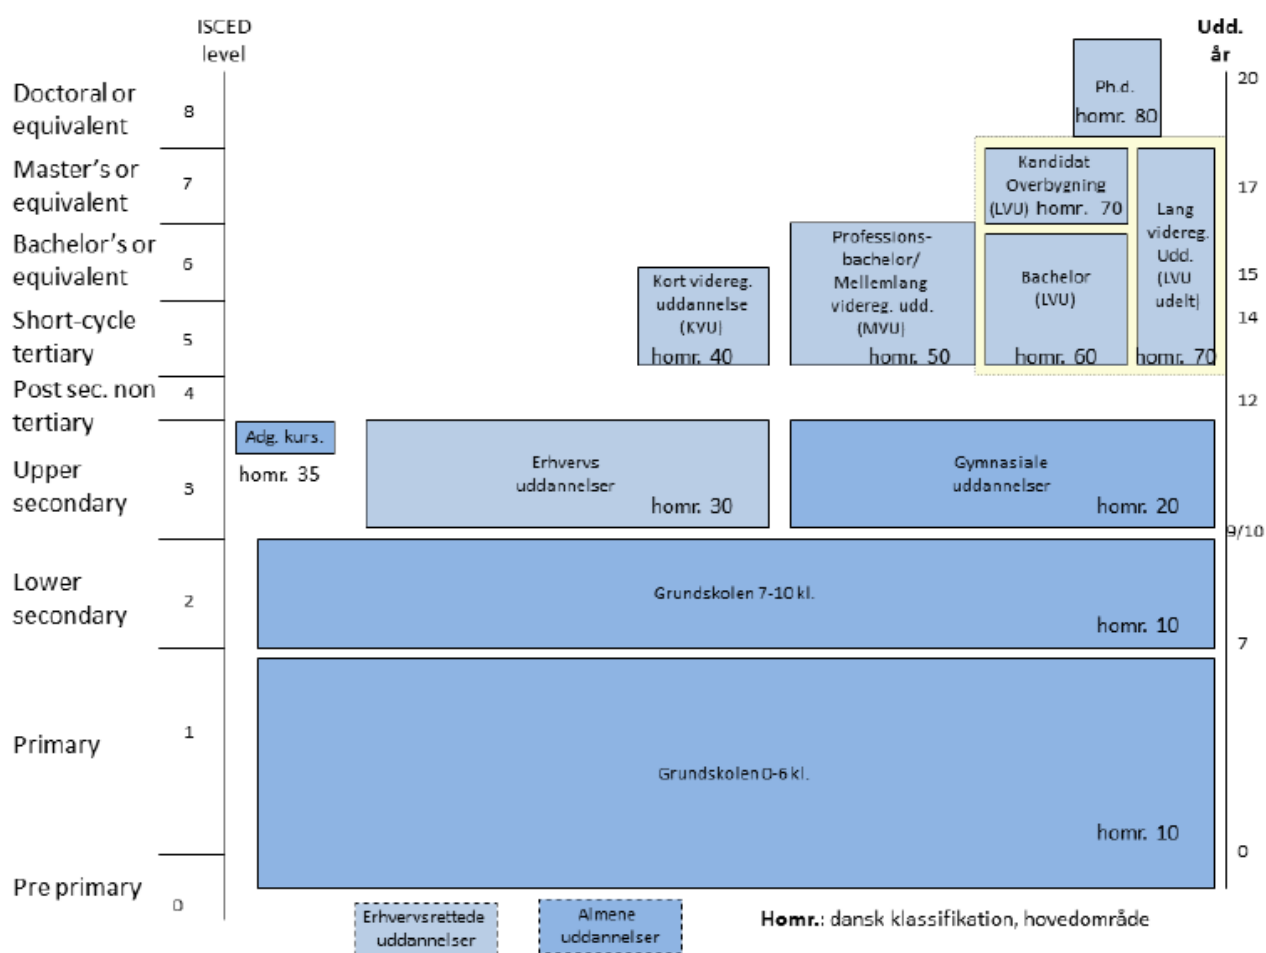 ISCED
level
Udd.
år
20
Doctoral or
equivalent
8
Ph.d.
homr. 80
Master's or
equivalent
7
Kandidat
Overbygning
(LVU) homr. 70
17
Lang
videreg.
Udd.
(LVU
udelt)
homr. 70
Bachelor's or
equivalent
6
Professions-
bachelor/
Mellemlang
videreg. udd.
(MVU)
homr. 50
Bachelor
(LVU)
homr. 60
15
Kort videreg.
uddannelse
(KVU)
homr. 40
14
Short-cycle
tertiary
5
Post sec. non
tertiary
4
12
Adg. kurs.
homr. 35
Upper
secondary
3
Erhvervs
uddannelser
homr. 30
Gymnasiale
uddannelser
homr. 20
9/10
Lower
secondary
2
Grundskolen 7-10 kl.
homr. 10
7
Primary
1
Grundskolen 0-6 kl.
homr. 10
0
Pre primary
0
Erhvervsrettede
uddannelser
Almene
uddannelser
Homr.: dansk klassifikation, hovedområde